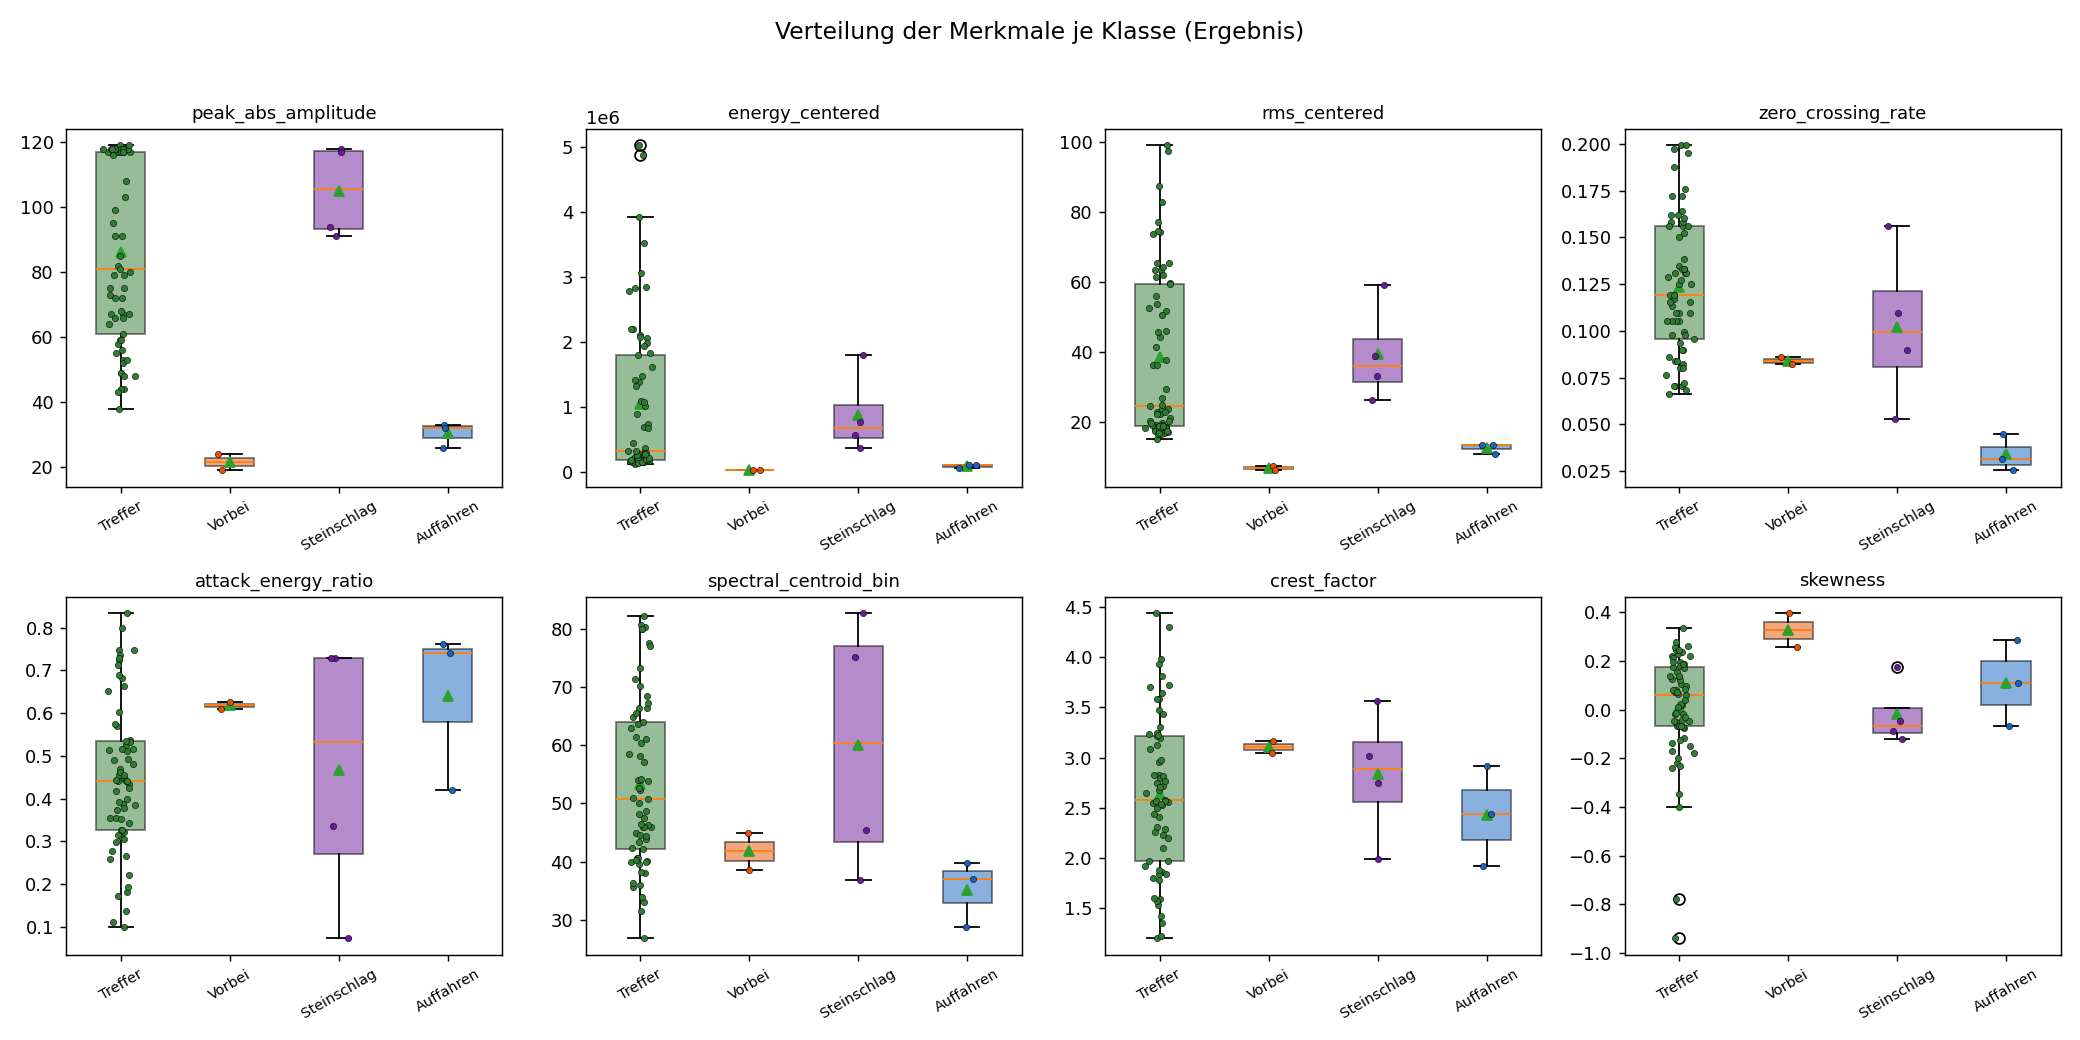 Verteilung der Merkmale je Klasse (Ergebnis)
peak_abs_amplitude
120
100
80
60
40
20
Treffer
Vorbei
Steinschlag
Auffahren
energy_centered
1e6
5
4
3
2
1
0
Treffer
Vorbei
Steinschlag
Auffahren
rms_centered
100
80
60
40
20
Treffer
Vorbei
Steinschlag
Auffahren
zero_crossing_rate
0.200
0.175
0.150
0.125
0.100
0.075
0.050
0.025
Treffer
Vorbei
Steinschlag
Auffahren
attack_energy_ratio
0.8
0.7
0.6
0.5
0.4
0.3
0.2
0.1
Treffer
Vorbei
Steinschlag
Auffahren
spectral_centroid_bin
80
70
60
50
40
30
Treffer
Vorbei
Steinschlag
Auffahren
crest_factor
4.5
4.0
3.5
3.0
2.5
2.0
1.5
Treffer
Vorbei
Steinschlag
Auffahren
skewness
0.4
0.2
0.0
−0.2
−0.4
−0.6
−0.8
−1.0
Treffer
Vorbei
Steinschlag
Auffahren